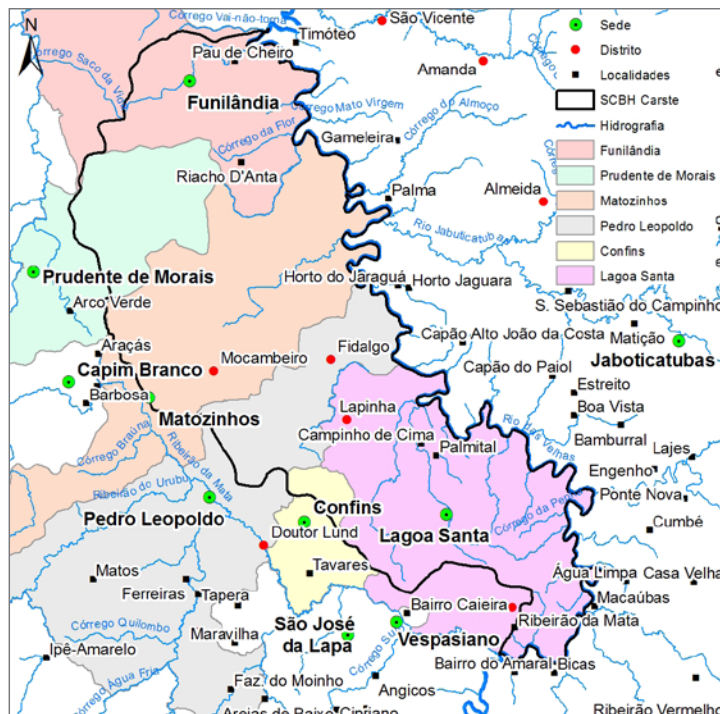 N
Córrego Vai-não-torna
Timóteo
São Vicente
Pau de Cheiro
Amanda
Córrego Saco da Vida
Funilândia
Córrego Mato Virgem
Córrego do Almoço
Córrego da Flor
Gameleira
Riacho D'Anta
Palma
Almeida
Rio Jabuticatubas
Prudente de Morais
Horto do Jaraguá
Horto Jaguara
Arco Verde
S. Sebastião do Campinho
Araçás
Mocambeiro
Fidalgo
Capão Alto João da Costa
Matição
Capim Branco
Capão do Paiol
Jaboticatubas
Barbosa
Estreito
Matozinhos
Lapinha
Boa Vista
Campinho de Cima
Rio das Velhas
Bamburral
Córrego Braúna
Ribeirão da Mata
Palmital
Lajes
Engenho
Ribeirão do Urubu
Ponte Nova
Confins
Córrego da
Pedro Leopoldo
Lagoa Santa
Cumbé
Doutor Lund
Matos
Tavares
Água Limpa
Casa Velha
Ferreiras
Tapera
Bairro Caieira
Macaúbas
Córrego Quilombo
São José
da Lapa
Ribeirão da Mata
Maravilha
Vespasiano
Ipê-Amarelo
Bairro do Amaral
Bicas
Córrego Água Fria
Faz. do Moinho
Angicos
Ribeirão Vermelho
Sede
Distrito
Localidades
SCBH Carste
Hidrografia
Funilândia
Prudente de Morais
Matozinhos
Pedro Leopoldo
Confins
Lagoa Santa